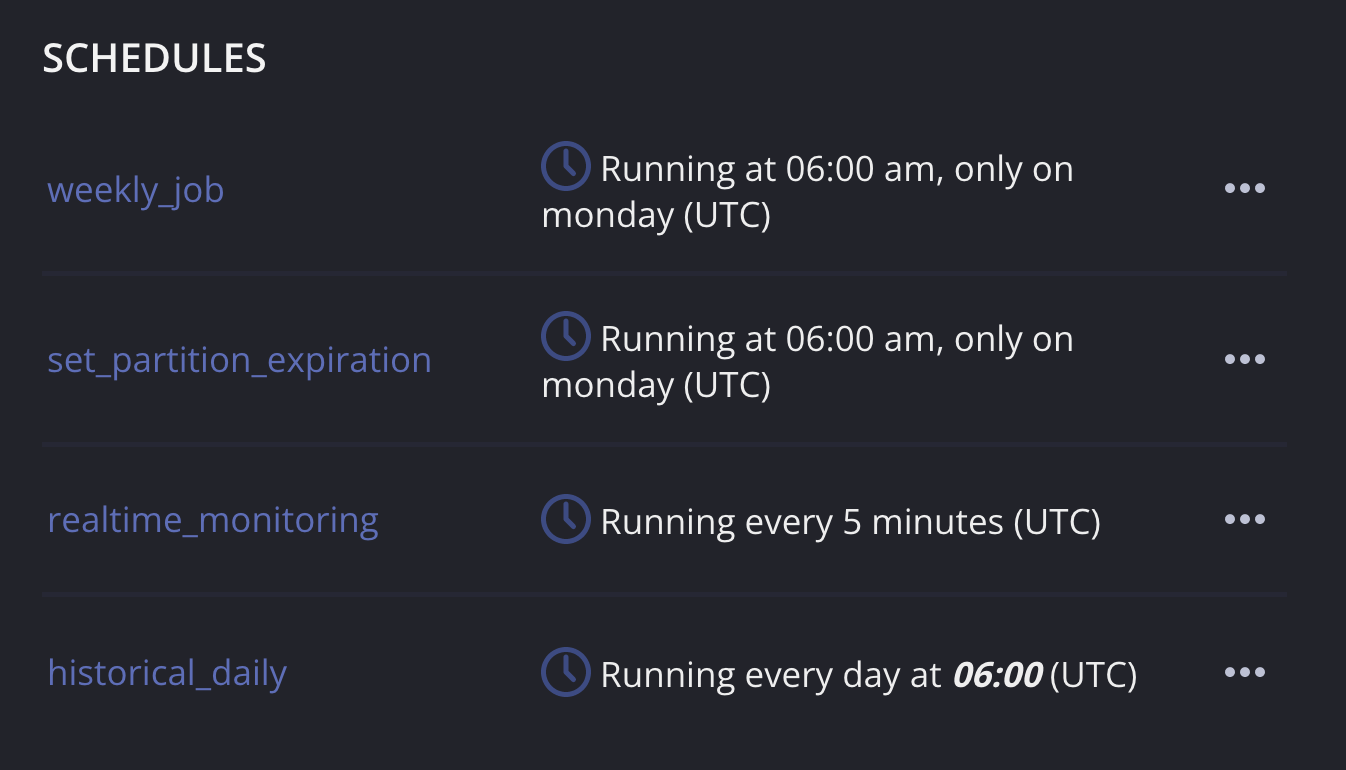 SCHEDULES
weekly_job
Running at 06:00 am, only on
monday (UTC)
set_partition_expiration
Running at 06:00 am, only on
monday (UTC)
realtime_monitoring
Running every 5 minutes (UTC)
historical_daily
Running every day at 06:00 (UTC)